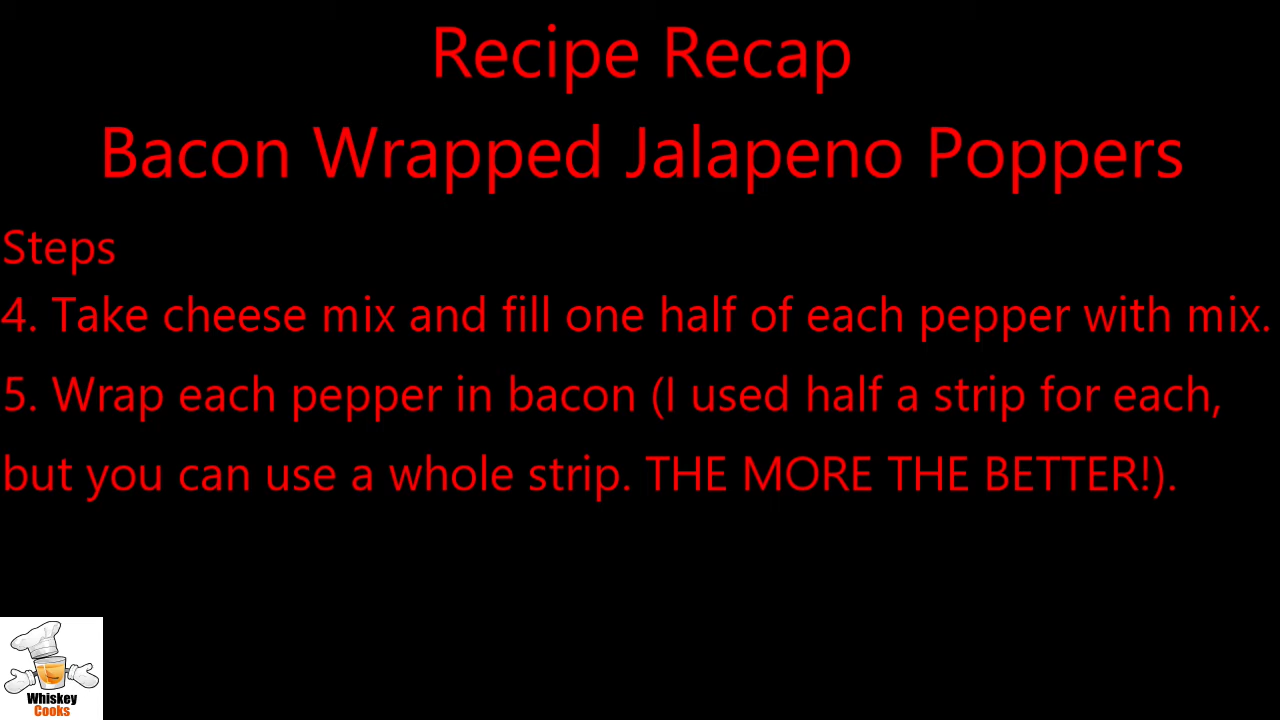 Recipe Recap
Bacon Wrapped Jalapeno Poppers
Steps
4. Take cheese mix and fill one half of each pepper with mix.
5. Wrap each pepper in bacon (I used half a strip for each,
but you can use a whole strip. THE MORE THE BETTER!).
Whiskey
Cooks